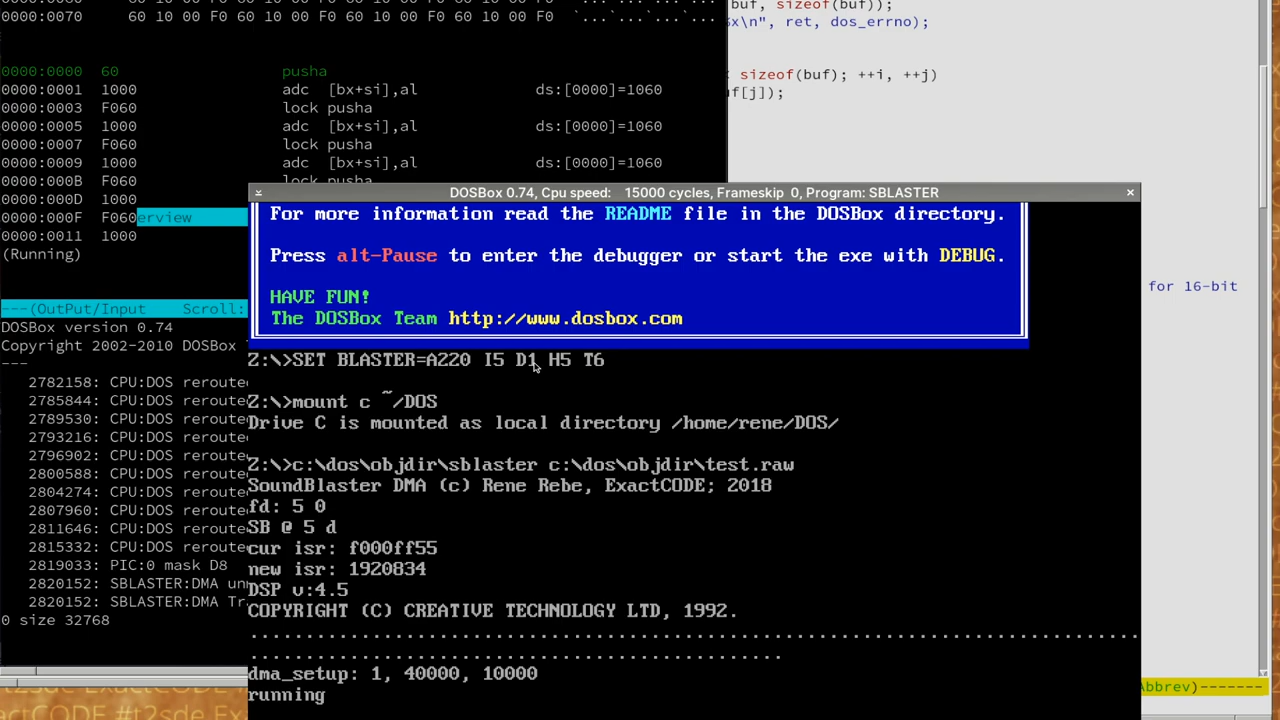 0000:0070     60 10 00 F0 60 10 00 F0 60 10 00 F0 60 10 00 F0  `...`...`...`...
0000:0000  60                    pusha
0000:0001  1000                  adc  [bx+si],al            ds:[0000]=1060
0000:0003  F060                  lock pusha
0000:0005  1000                  adc  [bx+si],al            ds:[0000]=1060
0000:0007  F060                  lock pusha
0000:0009  1000                  adc  [bx+si],al            ds:[0000]=1060
0000:000B  F060                  lock pusha
0000:000D  1000
0000:000F  F060erview
0000:0011  1000
(Running)
---(OutPut/Input    Scroll:
DOSBox version 0.74
Copyright 2002-2010 DOSBox
---
2782158: CPU:DOS reroute
2785844: CPU:DOS reroute
2789530: CPU:DOS reroute
2793216: CPU:DOS reroute
2796902: CPU:DOS reroute
2800588: CPU:DOS reroute
2804274: CPU:DOS reroute
2807960: CPU:DOS reroute
2811646: CPU:DOS reroute
2815332: CPU:DOS reroute
2819033: PIC:0 mask D8
2820152: SBLASTER:DMA un
2820152: SBLASTER:DMA Tr
0 size 32768
buf, sizeof(buf));
x\n", ret, dos_errno);
sizeof(buf); ++i, ++j)
f[j]);
for 16-bit
Abbrev)-------
DOSBox 0.74, Cpu speed:    15000 cycles, Frameskip  0, Program: SBLASTER
For more information read the README file in the DOSBox directory.
Press alt-Pause to enter the debugger or start the exe with DEBUG.
HAVE FUN!
The DOSBox Team http://www.dosbox.com
Z:\>SET BLASTER=A220 I5 D1 H5 T6
Z:\>mount c ~/DOS
Drive C is mounted as local directory /home/rene/DOS/
Z:\>c:\dos\objdir\sblaster c:\dos\objdir\test.raw
SoundBlaster DMA (c) Rene Rebe, ExactCODE; 2018
fd: 5 0
SB @ 5 d
cur isr: f000ff55
new isr: 1920834
DSP v:4.5
COPYRIGHT (C) CREATIVE TECHNOLOGY LTD, 1992.
................................................................................
................................................
dma_setup: 1, 40000, 10000
running